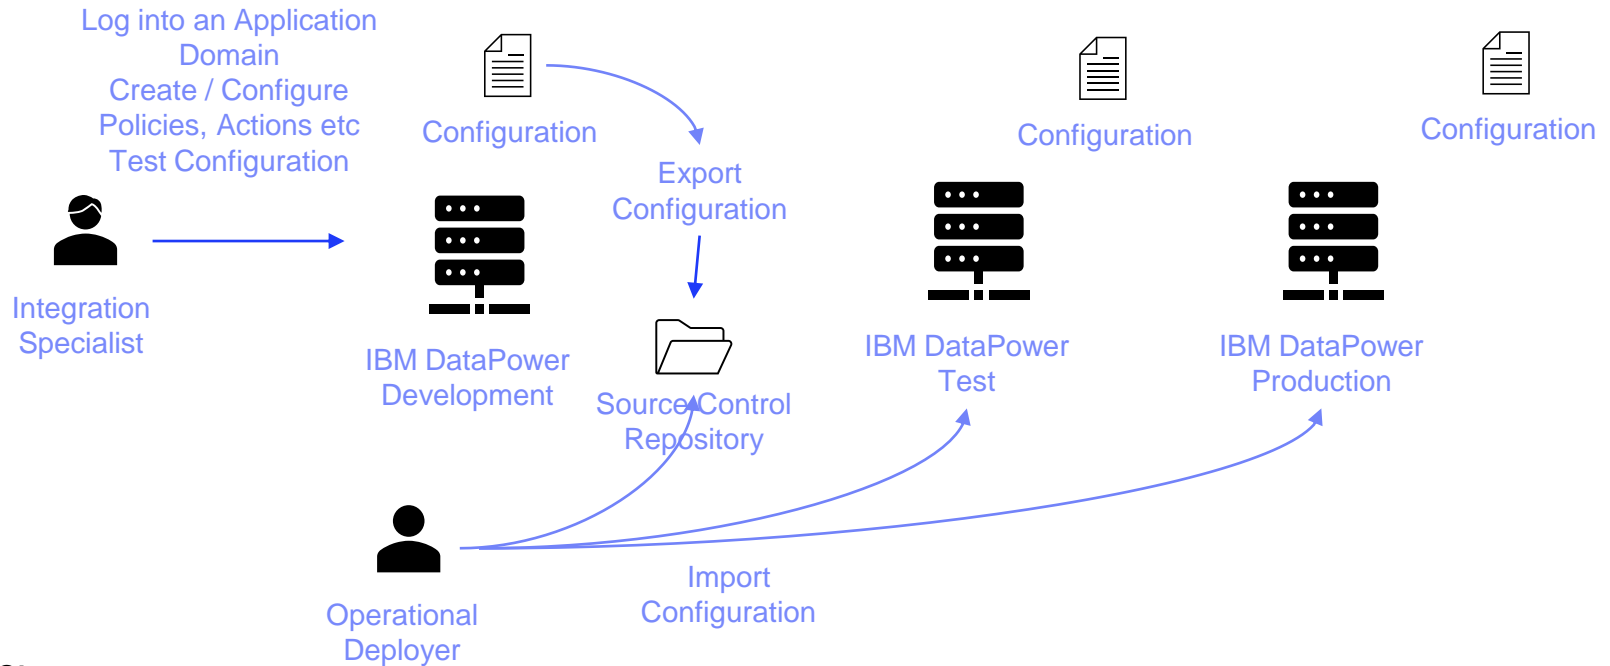 Log into an Application
Domain
Create / Configure
Policies, Actions etc
Test Configuration
Configuration
Export
Configuration
Configuration
Configuration
Integration
Specialist
IBM DataPower
Development
Source Control
Repository
IBM DataPower
Test
IBM DataPower
Production
Operational
Deployer
Import
Configuration